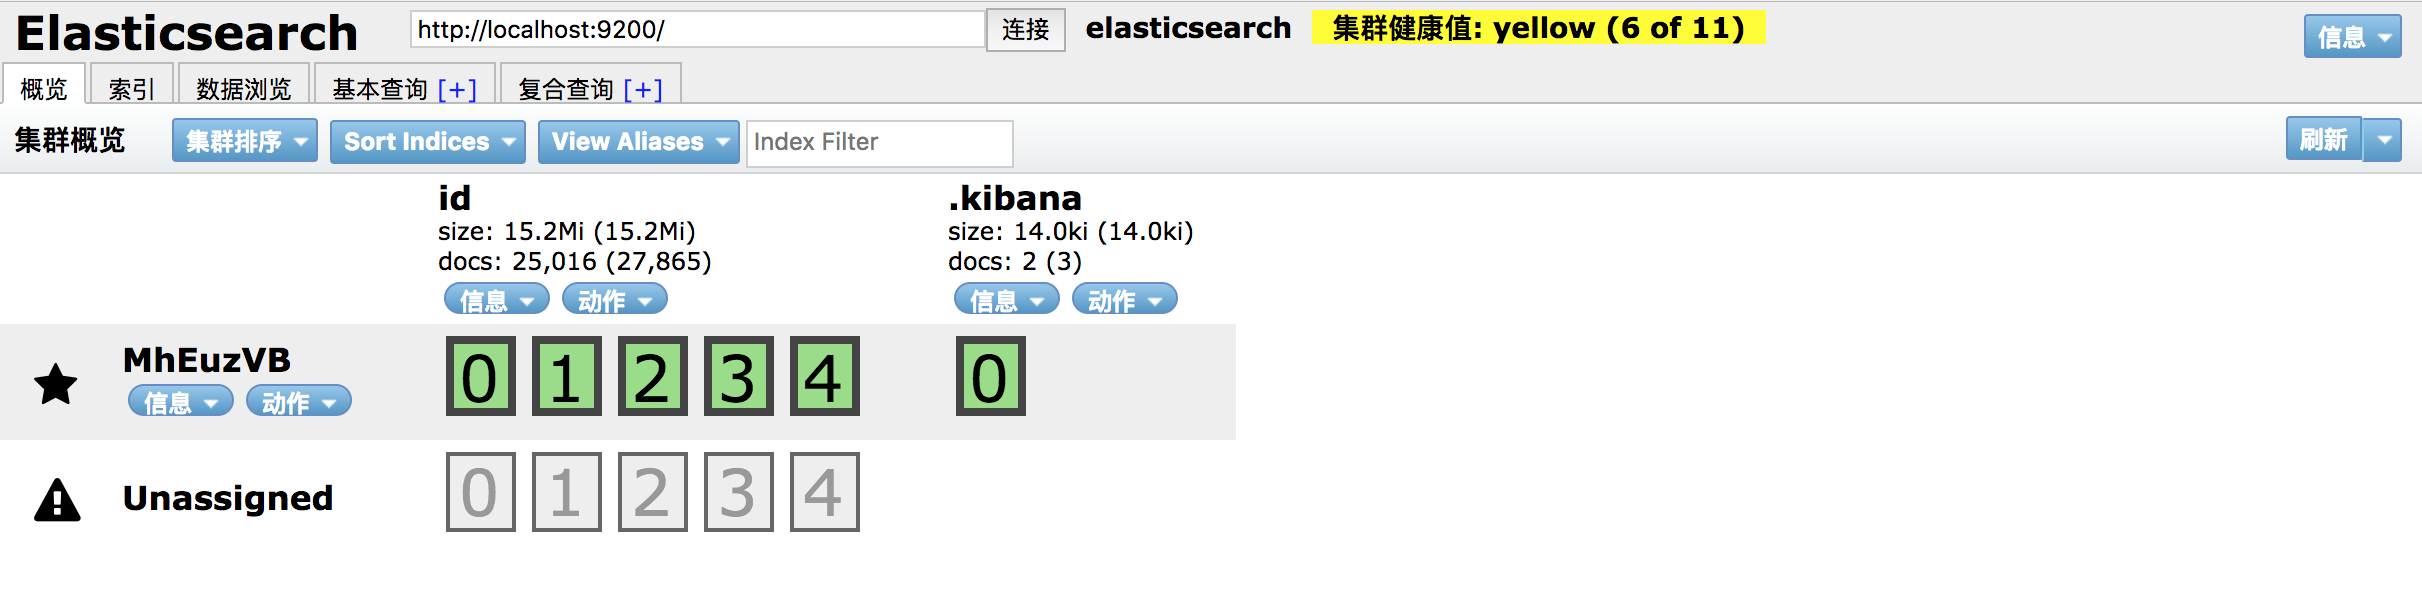 Elasticsearch http://localhost:9200/ 连接 elasticsearch 集群健康值: yellow (6 of 11) 信息
概览 索引 数据浏览 基本查询 [+] 复合查询 [+]
集群概览 集群排序 Sort Indices View Aliases Index Filter 刷新
id .kibana
size: 15.2Mi (15.2Mi) size: 14.0ki (14.0ki)
docs: 25,016 (27,865) docs: 2 (3)
信息 动作 信息 动作
MhEuzVB 0 1 2 3 4 0
信息 动作
Unassigned 0 1 2 3 4